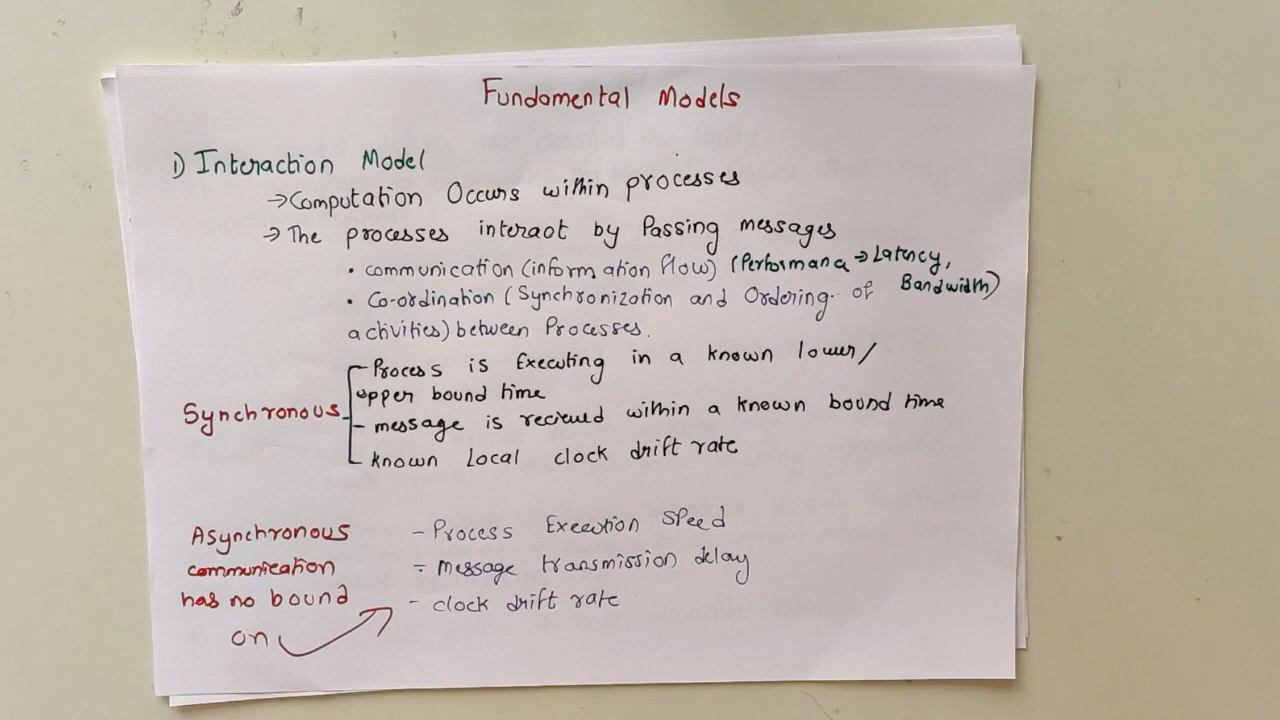 Fundamental Models
1) Interaction Model
→ Computation Occurs within processes
→ The processes interact by Passing messages
• communication (information flow) (Performana → Latency,
Bandwidth)
• Co-ordination (Synchronization and Ordering of
activities) between Processes.
Synchronous
- Process is Executing in a known lower/
upper bound time
- message is recieved within a known bound time
- known Local clock drift rate
Asynchronous
communication
has no bound
on
- Process Execution Speed
- Message transmission delay
- clock drift rate